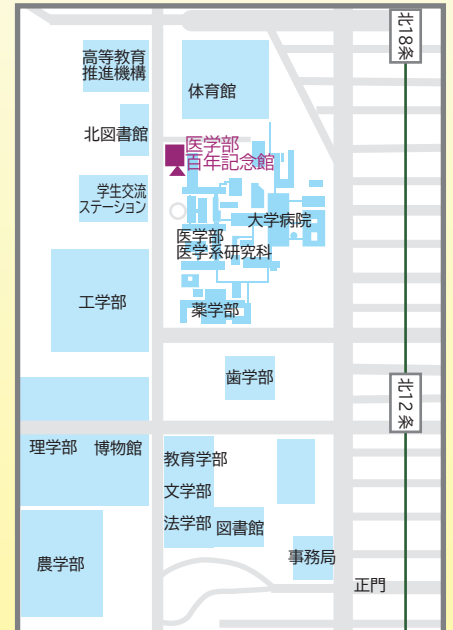 北18条
高等教育
推進機構
体育館
北図書館
医学部
百年記念館
学生交流
ステーション
大学病院
医学部
医学系研究科
工学部
薬学部
歯学部
北12条
理学部
博物館
教育学部
文学部
法学部
図書館
事務局
農学部
正門